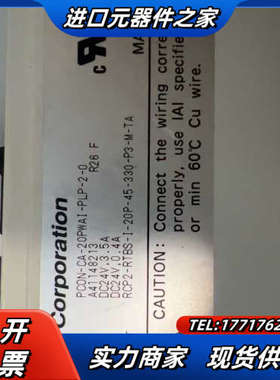 进口元器件之家
Corporation
PCON-CA-20PWAI-PLP-2-0
R26 F
A41148213
DC24V:3.5A
DC24V:0.4A
RCP2-RTBS-I-20P-45-330-P3-M-TA
MA
c
CAUTION: Connect the wiring corre
properly, use IAI specifie
or min 60℃ Cu wire.
开票
TEL:1771762
实力商家 现货供